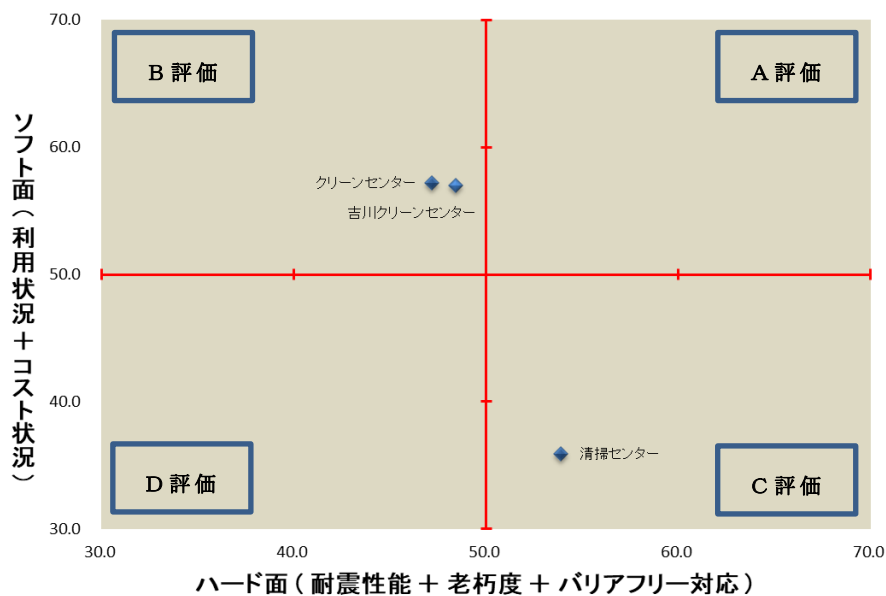 70.0
B 評価
A 評価
60.0
クリーンセンター
吉川クリーンセンター
50.0
40.0
清掃センター
D 評価
C 評価
30.0
30.0
40.0
50.0
60.0
70.0
ソフト面(利用状況+コスト状況)
ハード面(耐震性能+老朽度+バリアフリー対応)